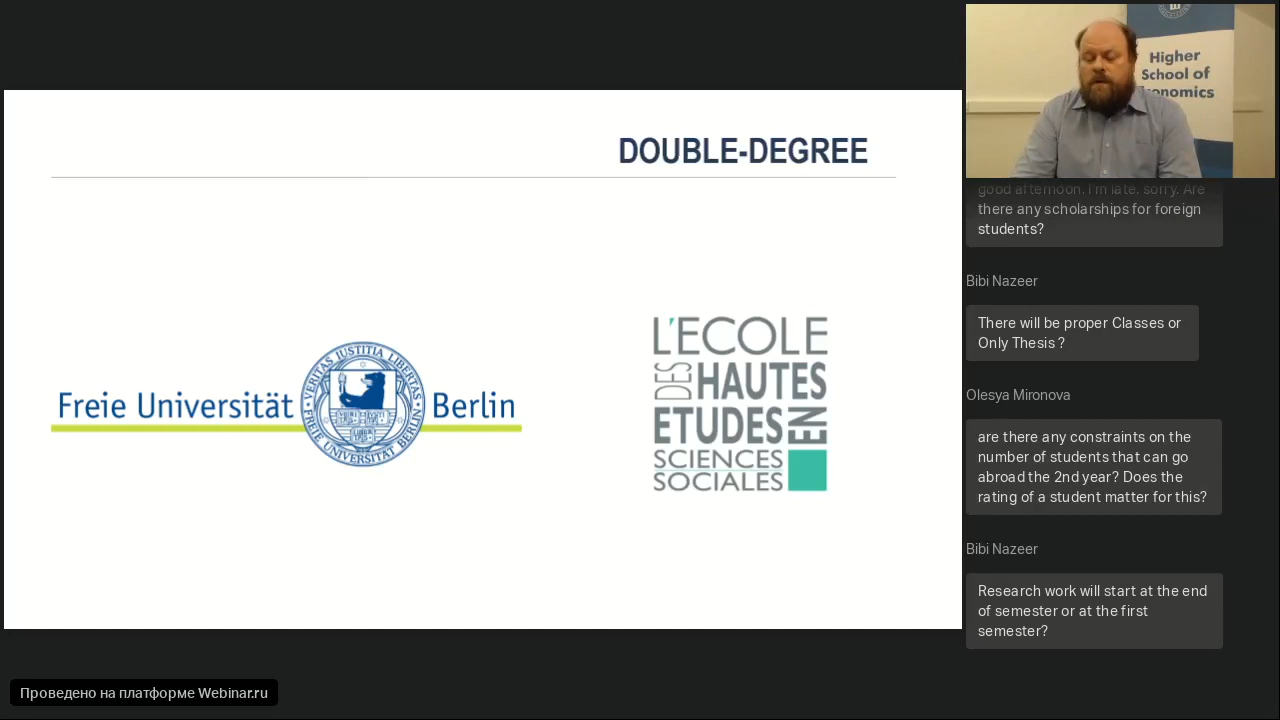 DOUBLE-DEGREE
Freie Universität Berlin
VERITAS IUSTITIA LIBERTAS
FREIE UNIVERSITÄT BERLIN
L'ECOLE
DES HAUTES
ETUDES EN
SCIENCES
SOCIALES
Higher
School of
Economics
good afternoon. I'm late. sorry. Are
there any scholarships for foreign
students?
Bibi Nazeer
There will be proper Classes or
Only Thesis ?
Olesya Mironova
are there any constraints on the
number of students that can go
abroad the 2nd year? Does the
rating of a student matter for this?
Bibi Nazeer
Research work will start at the end
of semester or at the first
semester?
Проведено на платформе Webinar.ru